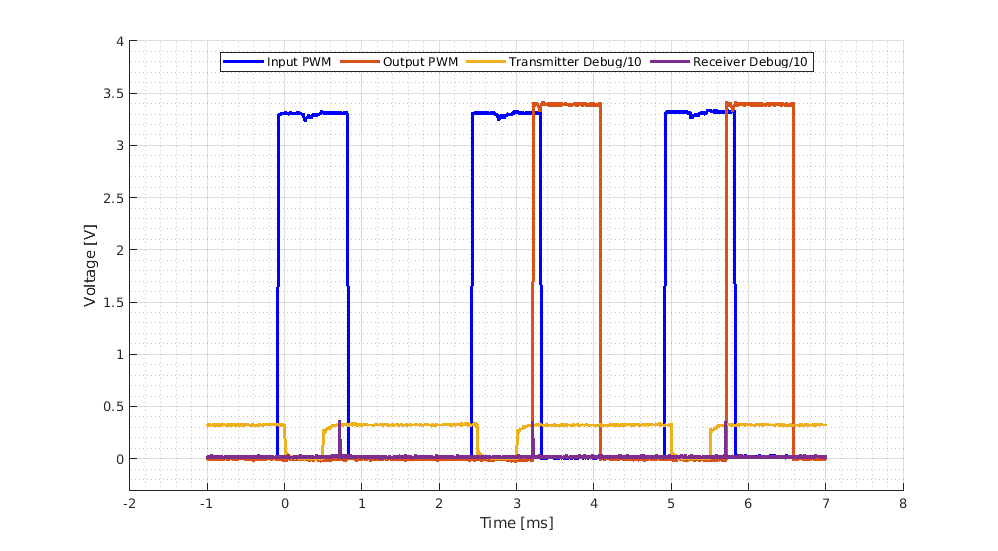 Input PWM Output PWM Transmitter Debug/10 Receiver Debug/10
4
3.5
3
2.5
2
1.5
1
0.5
0
Voltage [V]
-2 -1 0 1 2 3 4 5 6 7 8
Time [ms]